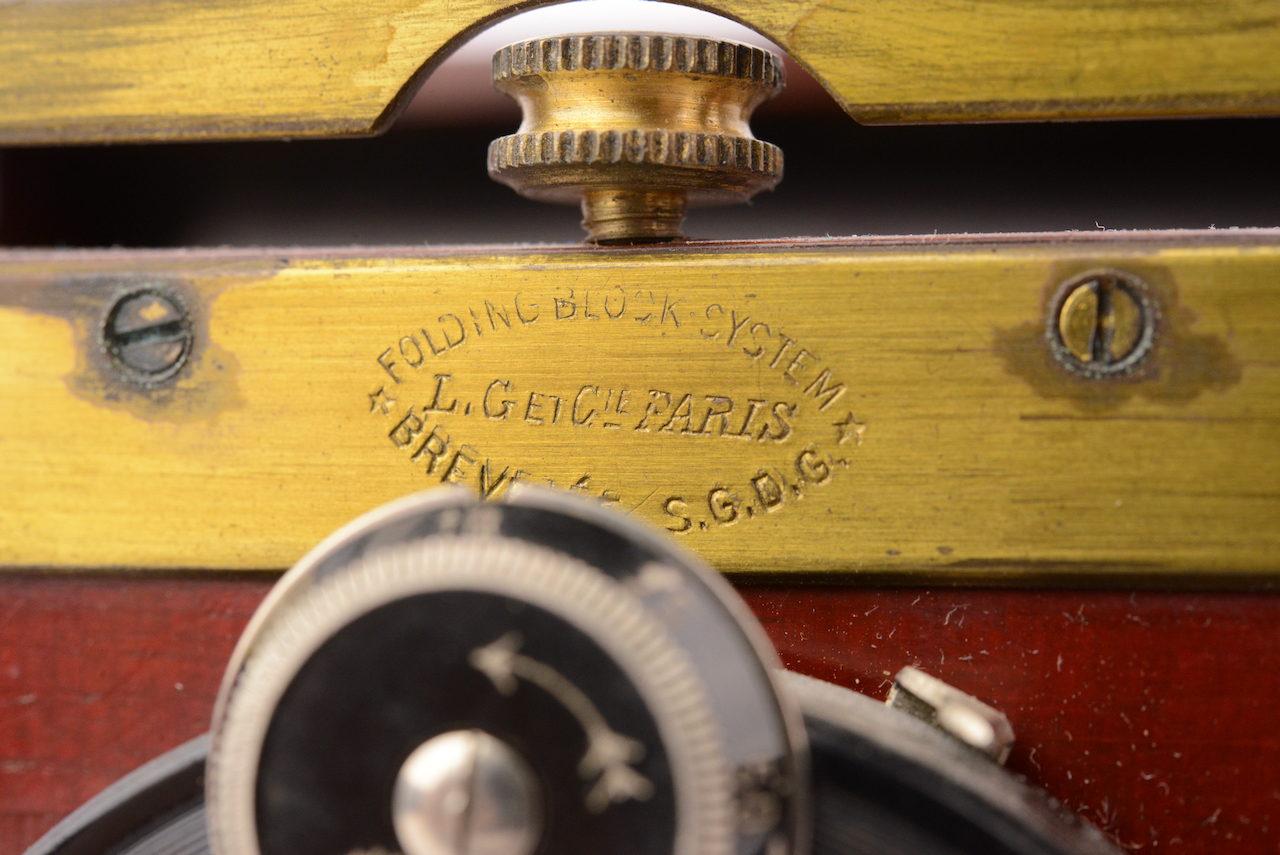 FOLDING BLOCK-SYSTEM
L. G ET CIE PARIS
S.G.D.G.